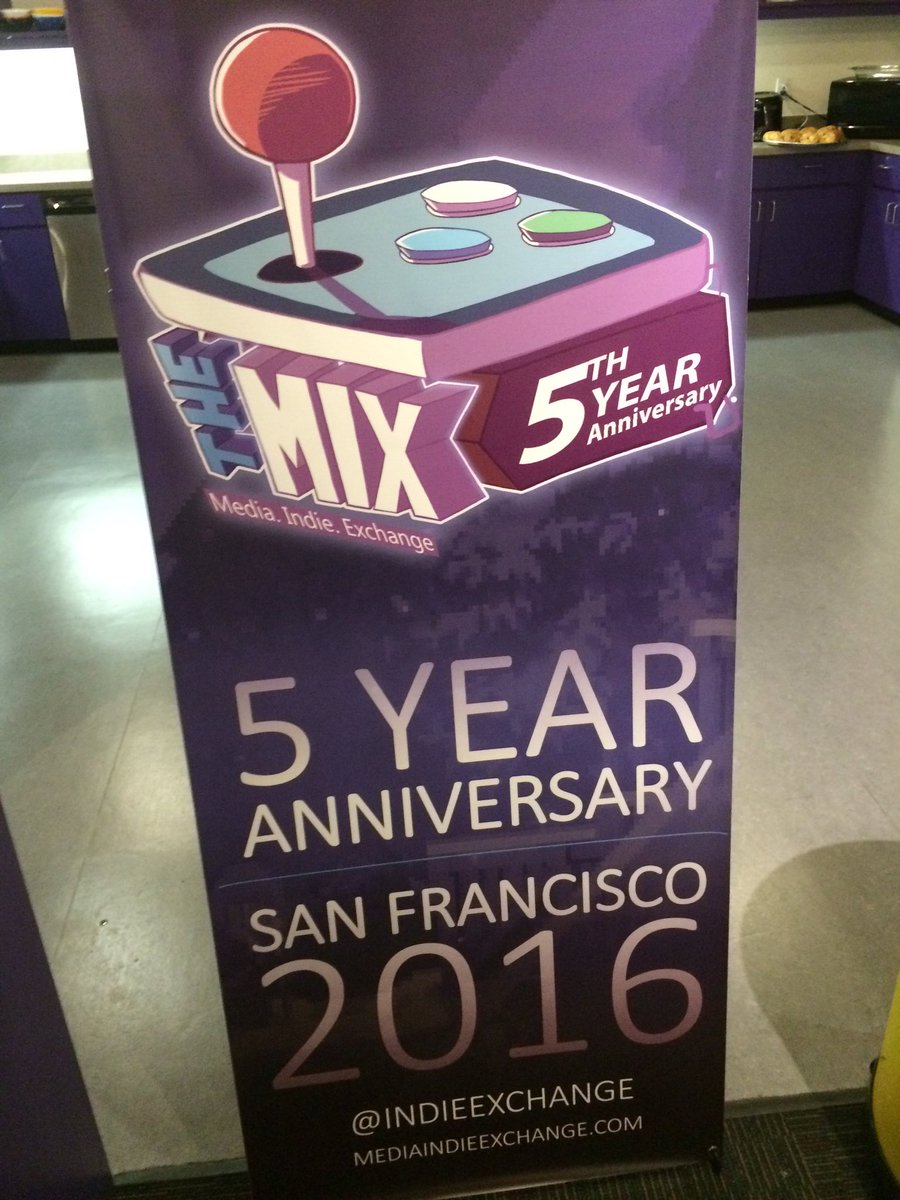 THE
MIX
Media. Indie. Exchange
5TH
YEAR
Anniversary
5 YEAR
ANNIVERSARY
SAN FRANCISCO
2016
@INDIEEXCHANGE
MEDIAINDIEEXCHANGE.COM